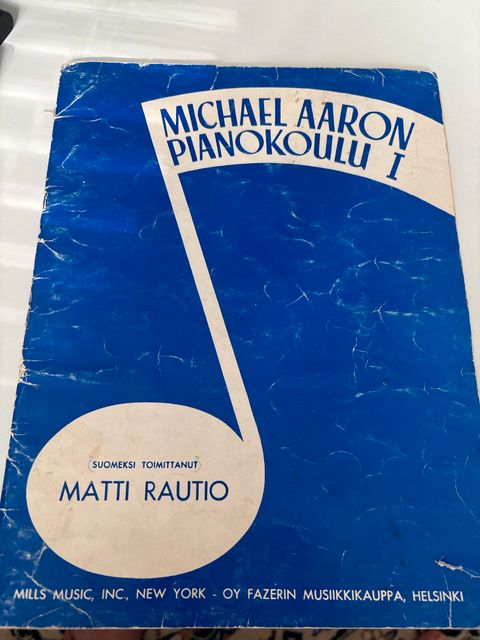 MICHAEL AARON
PIANOKOULU I
SUOMEKSI TOIMITTANUT
MATTI RAUTIO
MILLS MUSIC, INC., NEW YORK - OY FAZERIN MUSIIKKIKAUPPA, HELSINKI